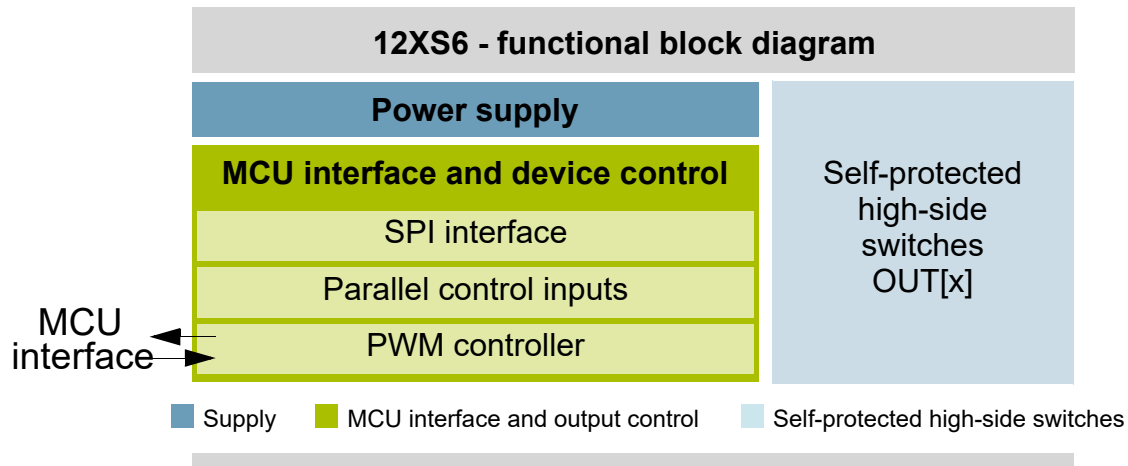 12XS6 - functional block diagram
Power supply
MCU interface and device control
SPI interface
Parallel control inputs
PWM controller
Self-protected
high-side
switches
OUT[x]
MCU
interface
Supply
MCU interface and output control
Self-protected high-side switches